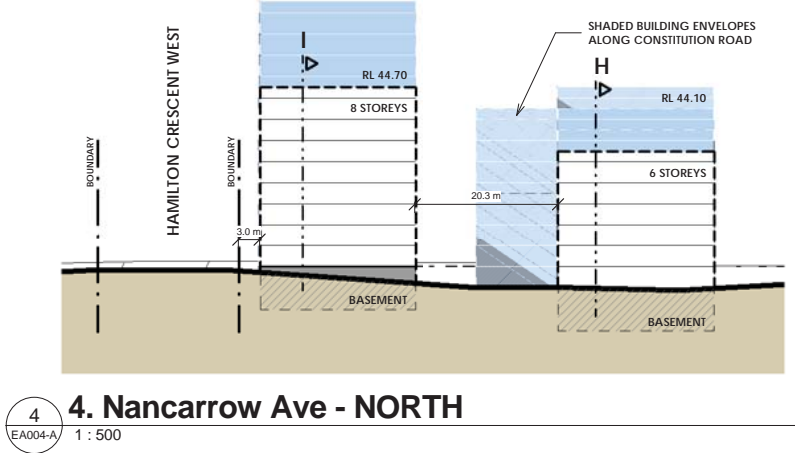 SHADED BUILDING ENVELOPES
ALONG CONSTITUTION ROAD
HAMILTON CRESCENT WEST
I
RL 44.70
8 STOREYS
H
RL 44.10
6 STOREYS
BOUNDARY
BOUNDARY
20.3 m
3.0 m
BASEMENT
BASEMENT
4
EA004-A
4. Nancarrow Ave - NORTH
1 : 500